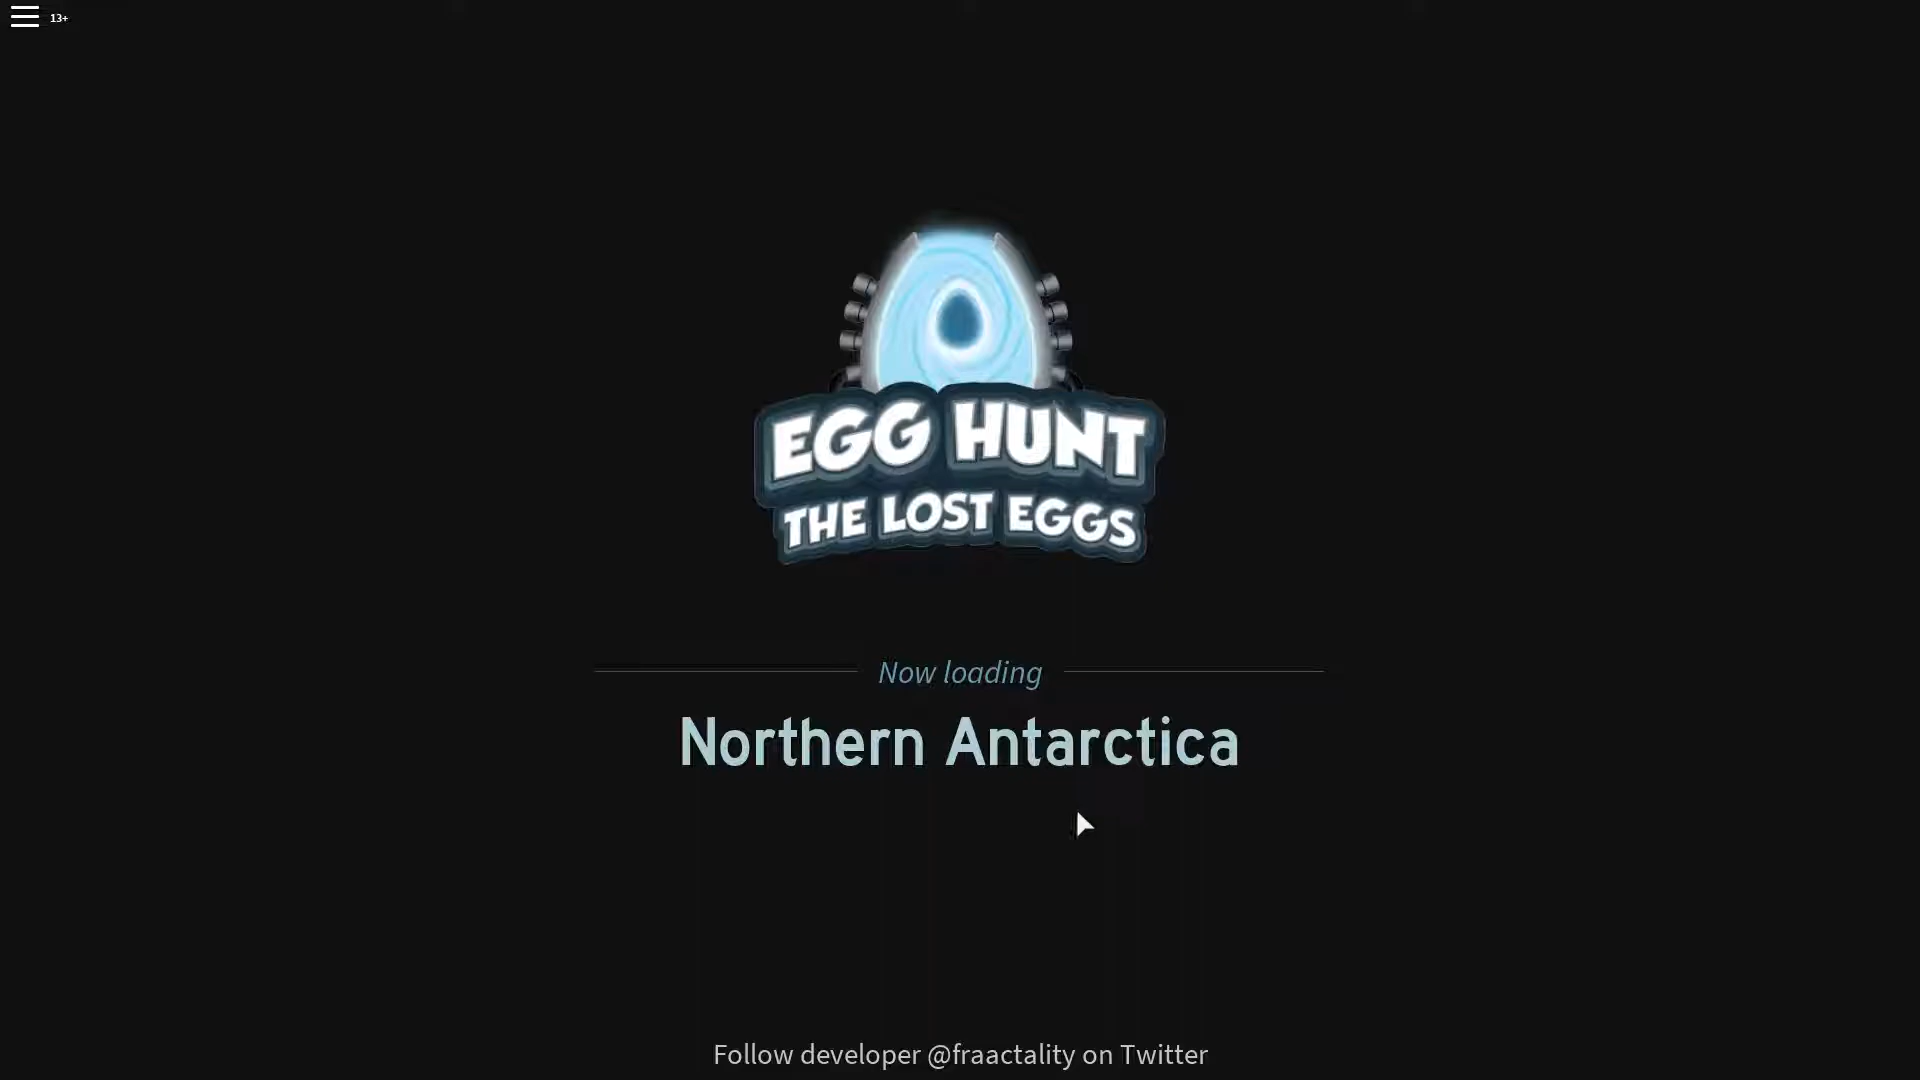 13+
EGG HUNT
THE LOST EGGS
Now loading
Northern Antarctica
Follow developer @fraactality on Twitter